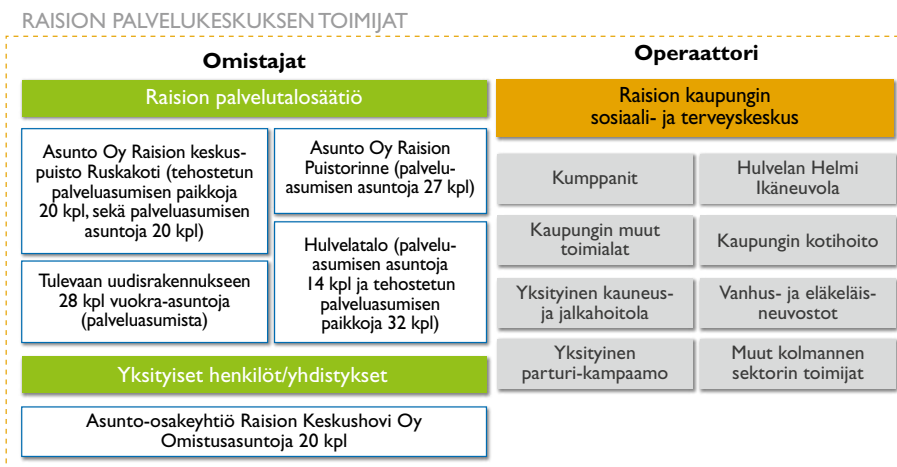 RAISION PALVELUKESKUKSEN TOIMIJAT
Omistajat
Raision palvelutalosäätiö
Asunto Oy Raision keskus-
puisto Ruskakoti (tehostetun
palveluasumisen paikkoja
20 kpl, sekä palveluasumisen
asuntoja 20 kpl)
Asunto Oy Raision
Puistorinne (palvelu-
asumisen asuntoja 27 kpl)
Tulevaan uudisrakennukseen
28 kpl vuokra-asuntoja
(palveluasumista)
Hulvelatalo (palvelu-
asumisen asuntoja
14 kpl ja tehostetun
palveluasumisen
paikkoja 32 kpl)
Yksityiset henkilöt/yhdistykset
Asunto-osakeyhtiö Raision Keskushovi Oy
Omistusasuntoja 20 kpl
Operaattori
Raision kaupungin
sosiaali- ja terveyskeskus
Kumppanit
Hulvelan Helmi
Ikäneuvola
Kaupungin muut
toimialat
Kaupungin kotihoito
Yksityinen kauneus-
ja jalkahoitola
Vanhus- ja eläkeläis-
neuvostot
Yksityinen
parturi-kampaamo
Muut kolmannen
sektorin toimijat